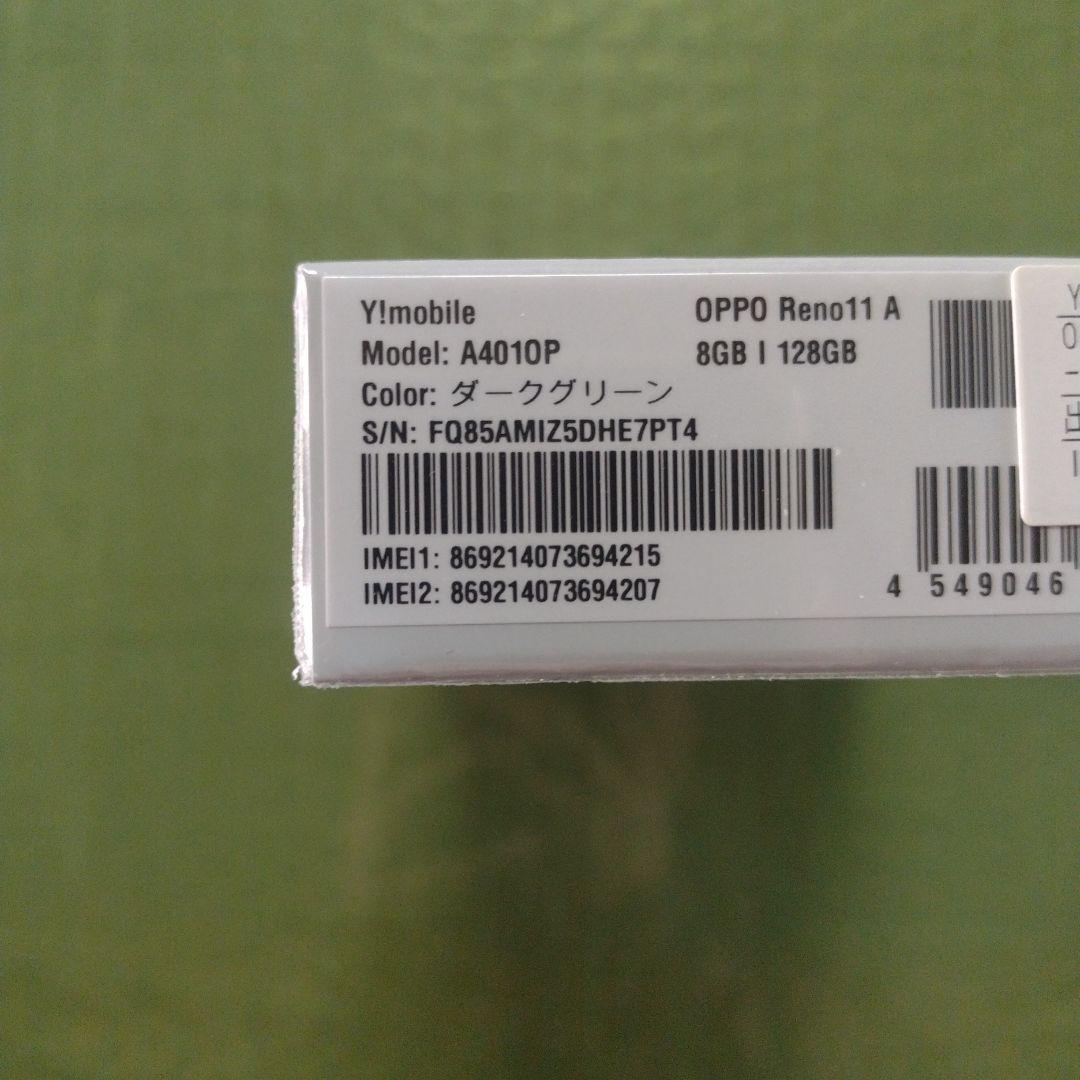 Y!mobile
OPPO Reno11 A
Model: A401OP
8GB | 128GB
Color: ダークグリーン
S/N: FQ85AMIZ5DHE7PT4
IMEI1: 869214073694215
IMEI2: 869214073694207
4 549046